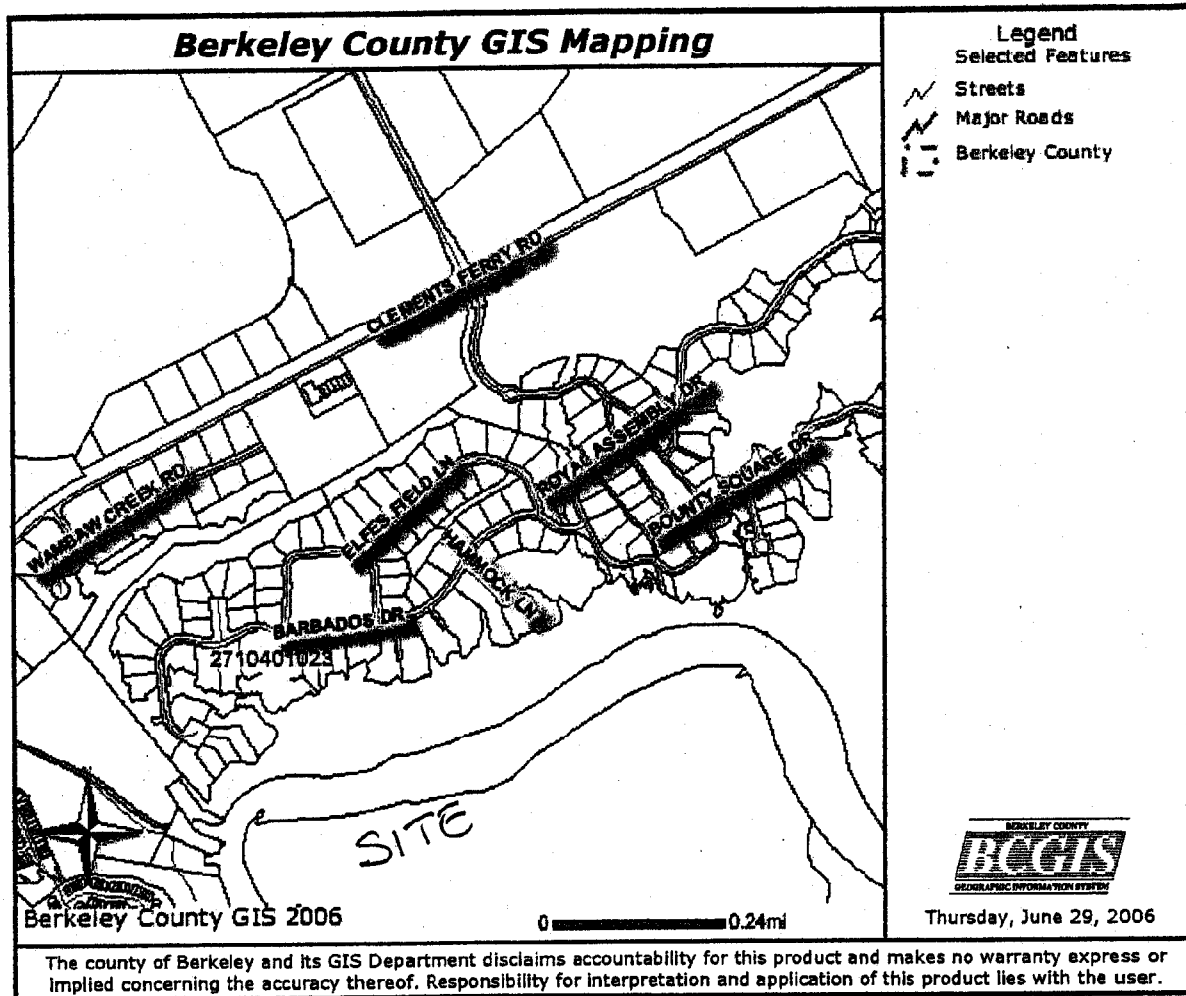 Berkeley County GIS Mapping
Legend
Selected Features
Streets
Major Roads
Berkeley County
CLEMENTS FERRY RD
WAMBAW CREEK RD
ELFES FIELD LN
ROYAL ASSEMBLY DR
BOUNTY SQUARE DR
HAMMOCK LN
BARBADOS DR
2710401023
SITE
Berkeley County GIS 2006
0 0.24mi
BERKELEY COUNTY
BCGIS
GEOGRAPHIC INFORMATION SYSTEM
Thursday, June 29, 2006
The county of Berkeley and its GIS Department disclaims accountability for this product and makes no warranty express or
implied concerning the accuracy thereof. Responsibility for interpretation and application of this product lies with the user.